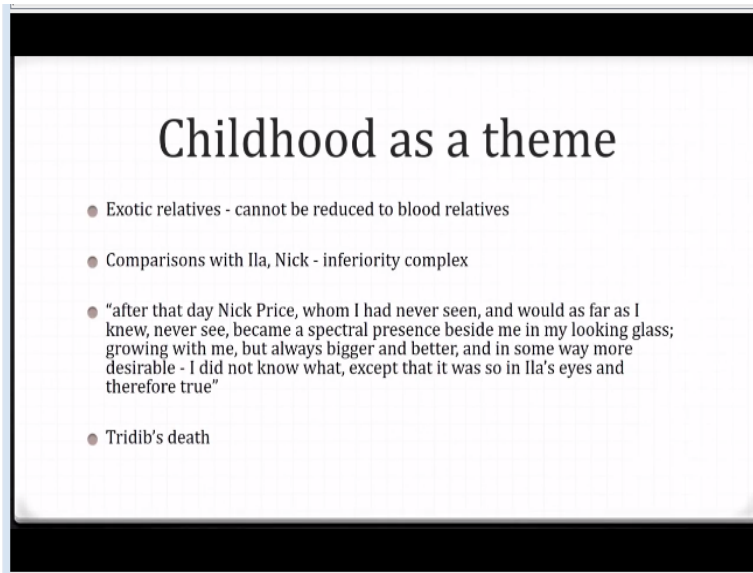 Childhood as a theme
Exotic relatives - cannot be reduced to blood relatives
Comparisons with Ila, Nick - inferiority complex
“after that day Nick Price, whom I had never seen, and would as far as I
knew, never see, became a spectral presence beside me in my looking glass;
growing with me, but always bigger and better, and in some way more
desirable - I did not know what, except that it was so in Ila’s eyes and
therefore true”
Tridib’s death